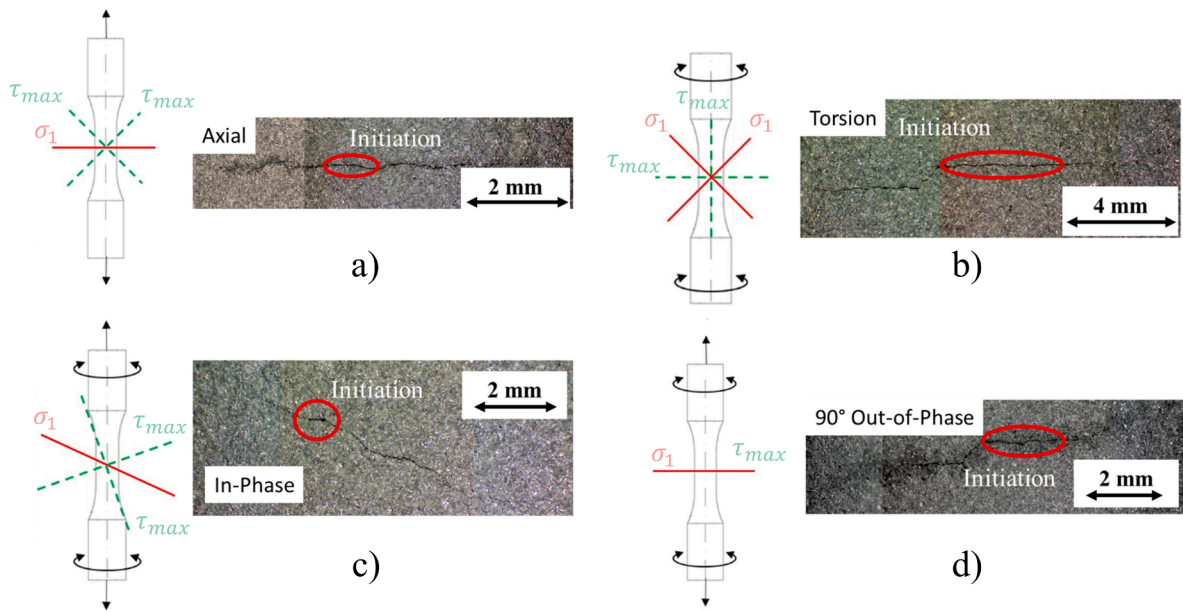 τmax
τmax
σ1
Axial
Initiation
2 mm
a)
τmax
σ1
σ1
τmax
Torsion
Initiation
4 mm
b)
σ1
τmax
τmax
In-Phase
Initiation
2 mm
c)
σ1
τmax
90° Out-of-Phase
Initiation
2 mm
d)